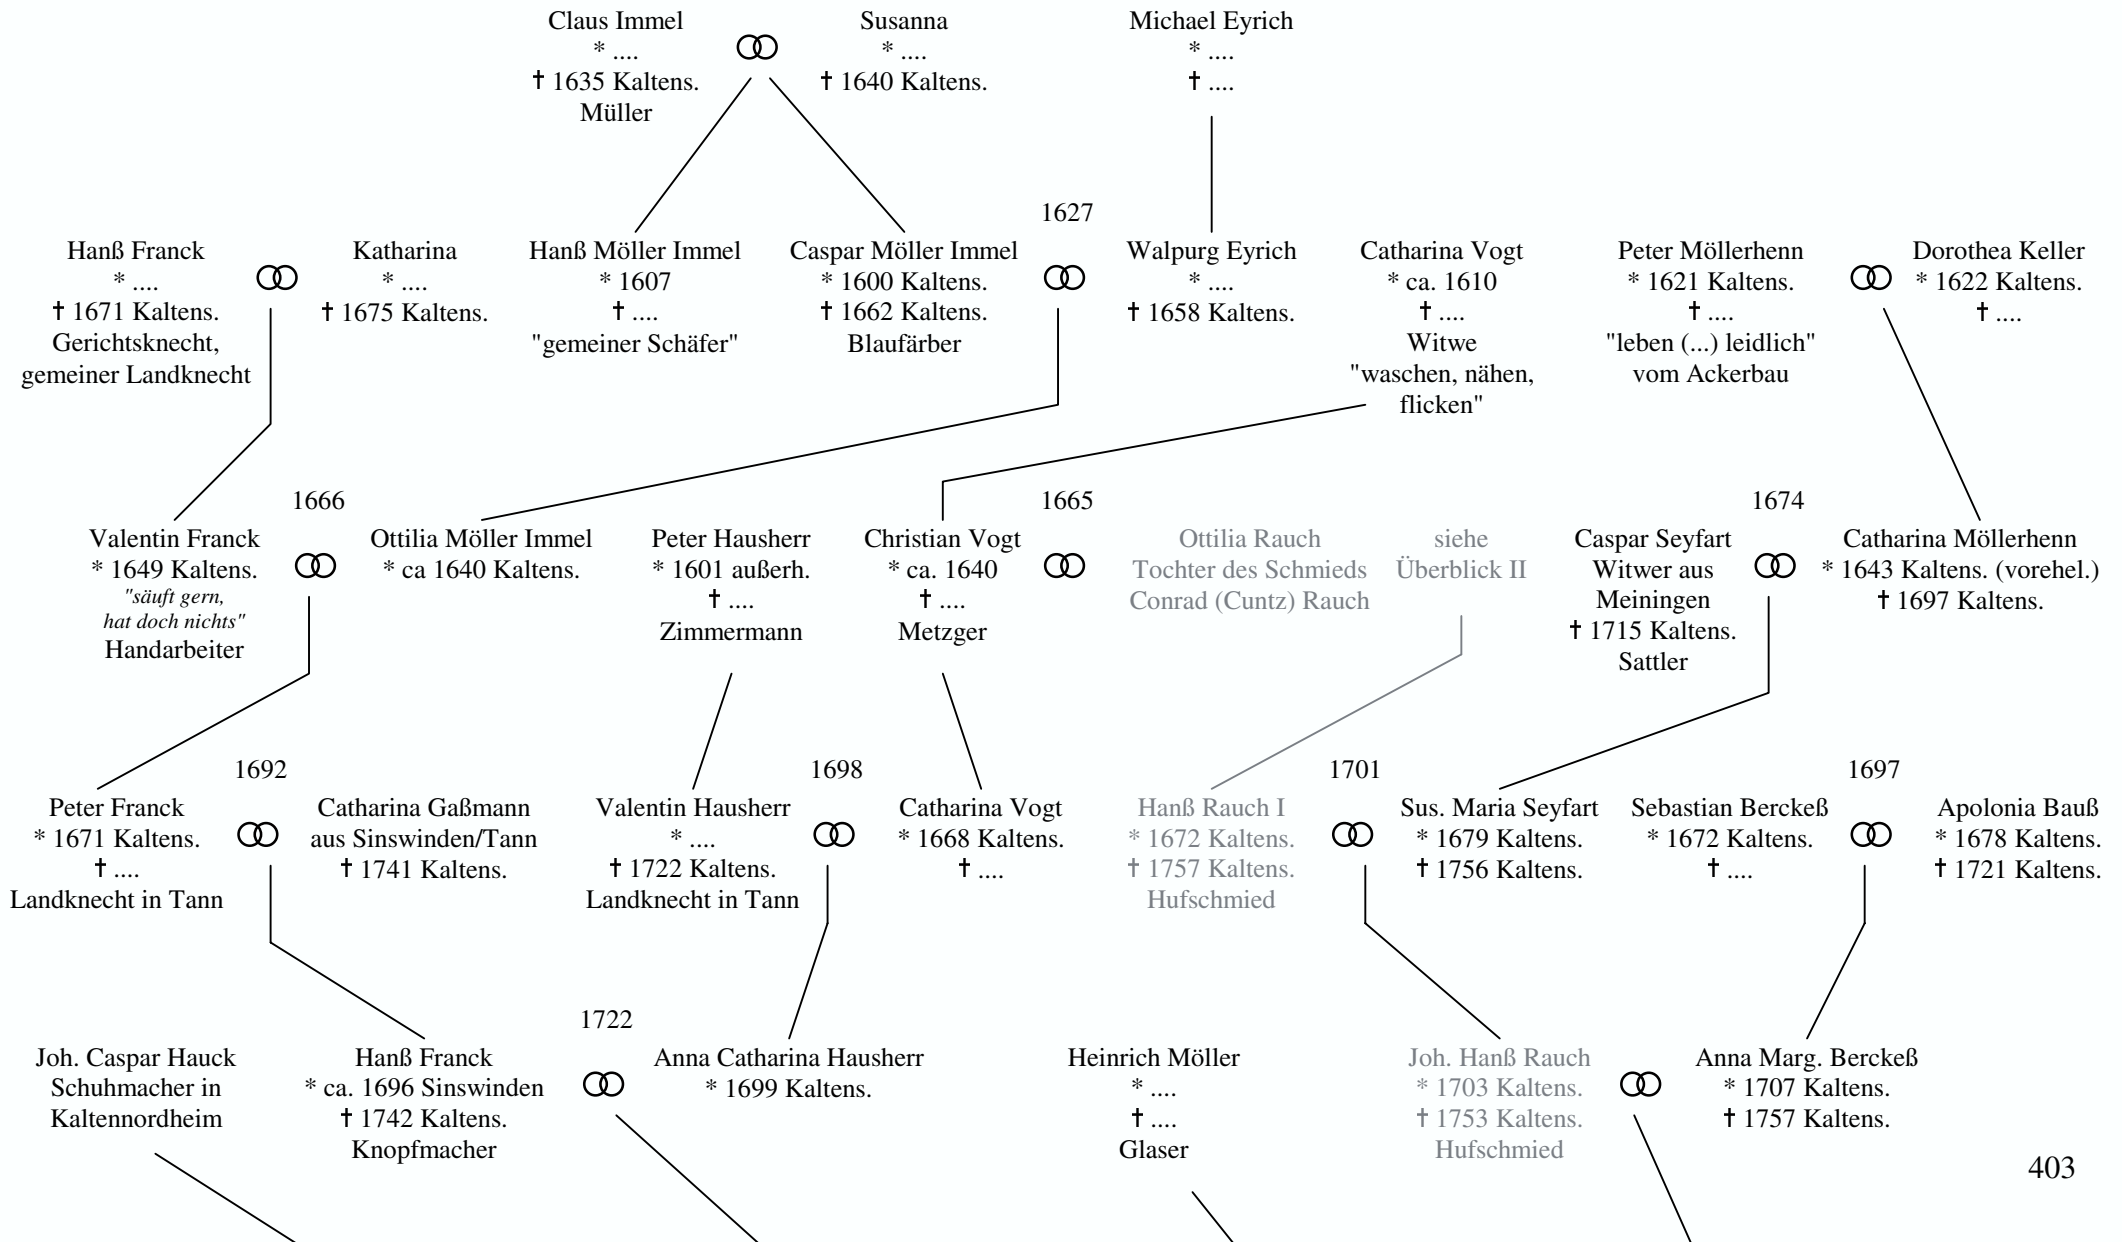 Claus Immel
* ....
† 1635 Kaltens.
Müller
Susanna
* ....
† 1640 Kaltens.
Michael Eyrich
* ....
† ....
Hanß Franck
* ....
† 1671 Kaltens.
Gerichtsknecht,
gemeiner Landknecht
Katharina
* ....
† 1675 Kaltens.
Hanß Möller Immel
* 1607
† ....
"gemeiner Schäfer"
Caspar Möller Immel
* 1600 Kaltens.
† 1662 Kaltens.
Blaufärber
1627
Walpurg Eyrich
* ....
† 1658 Kaltens.
Catharina Vogt
* ca. 1610
† ....
Witwe
"waschen, nähen,
flicken"
Peter Möllerhenn
* 1621 Kaltens.
† ....
"leben (...) leidlich"
vom Ackerbau
Dorothea Keller
* 1622 Kaltens.
† ....
Valentin Franck
* 1649 Kaltens.
"säuft gern,
hat doch nichts"
Handarbeiter
1666
Ottilia Möller Immel
* ca 1640 Kaltens.
Peter Hausherr
* 1601 außerh.
† ....
Zimmermann
Christian Vogt
* ca. 1640
† ....
Metzger
1665
Ottilia Rauch
Tochter des Schmieds
Conrad (Cuntz) Rauch
siehe
Überblick II
Caspar Seyfart
Witwer aus
Meiningen
† 1715 Kaltens.
Sattler
1674
Catharina Möllerhenn
* 1643 Kaltens. (vorehel.)
† 1697 Kaltens.
Peter Franck
* 1671 Kaltens.
† ....
Landknecht in Tann
1692
Catharina Gaßmann
aus Sinswinden/Tann
† 1741 Kaltens.
Valentin Hausherr
* ....
† 1722 Kaltens.
Landknecht in Tann
1698
Catharina Vogt
* 1668 Kaltens.
† ....
Hanß Rauch I
* 1672 Kaltens.
† 1757 Kaltens.
Hufschmied
1701
Sus. Maria Seyfart
* 1679 Kaltens.
† 1756 Kaltens.
Sebastian Berckeß
* 1672 Kaltens.
† ....
1697
Apolonia Bauß
* 1678 Kaltens.
† 1721 Kaltens.
Joh. Caspar Hauck
Schuhmacher in
Kaltennordheim
Hanß Franck
* ca. 1696 Sinswinden
† 1742 Kaltens.
Knopfmacher
1722
Anna Catharina Hausherr
* 1699 Kaltens.
Heinrich Möller
* ....
† ....
Glaser
Joh. Hanß Rauch
* 1703 Kaltens.
† 1753 Kaltens.
Hufschmied
Anna Marg. Berckeß
* 1707 Kaltens.
† 1757 Kaltens.
403